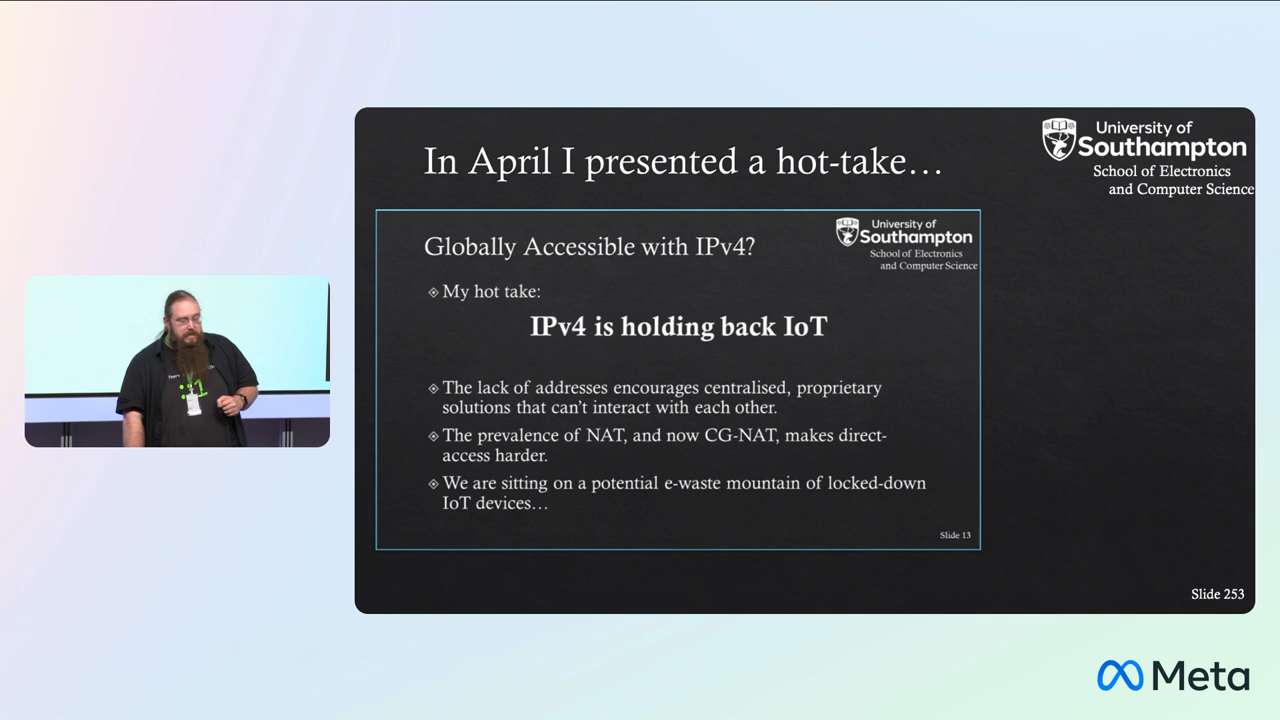 In April I presented a hot-take…
University of
Southampton
School of Electronics
and Computer Science
Globally Accessible with IPv4?
University of
Southampton
School of Electronics
and Computer Science
My hot take:
IPv4 is holding back IoT
The lack of addresses encourages centralised, proprietary
solutions that can't interact with each other.
The prevalence of NAT, and now CG-NAT, makes direct-
access harder.
We are sitting on a potential e-waste mountain of locked-down
IoT devices…
Slide 13
Slide 253
Meta